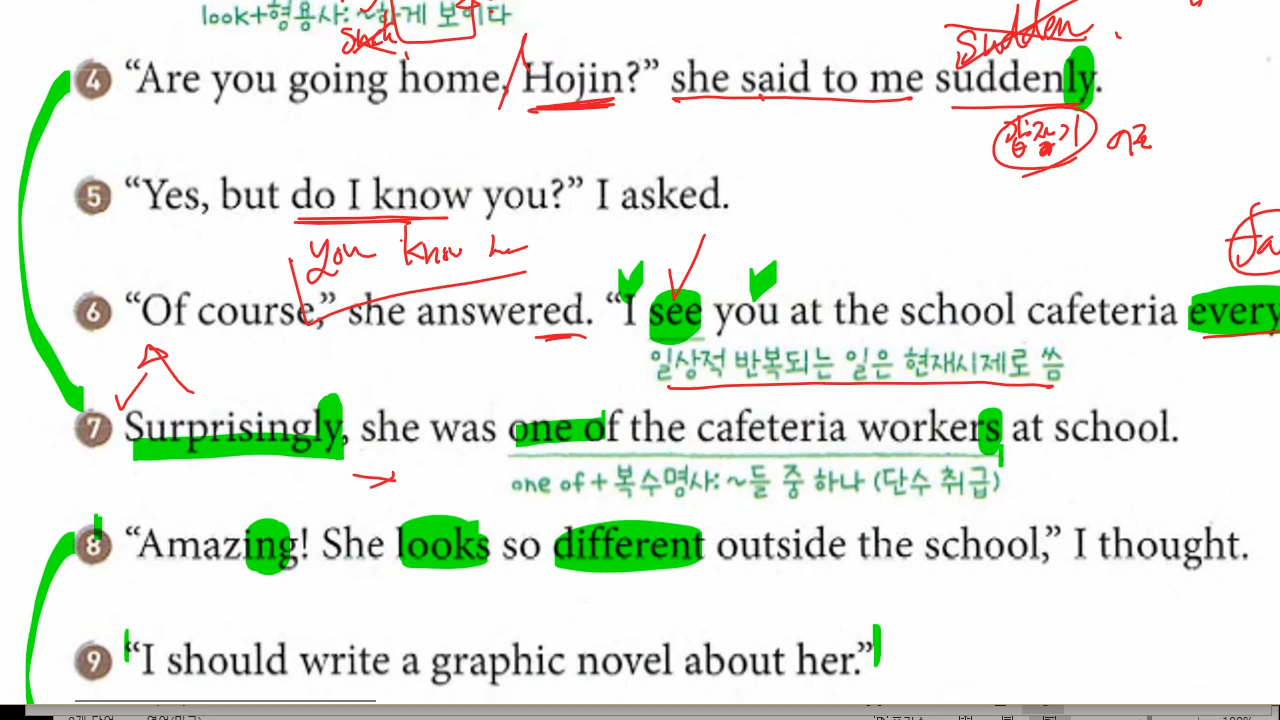 look+형용사: ~하게 보이다
sudden
④ “Are you going home, Hojin?” she said to me suddenly.
갑자기
⑤ “Yes, but do I know you?” I asked.
you know
⑥ “Of course,” she answered. “I see you at the school cafeteria every
일상적 반복되는 일은 현재시제로 씀
⑦ Surprisingly, she was one of the cafeteria workers at school.
one of + 복수명사: ~들 중 하나 (단수 취급)
⑧ “Amazing! She looks so different outside the school,” I thought.
⑨ “I should write a graphic novel about her.”